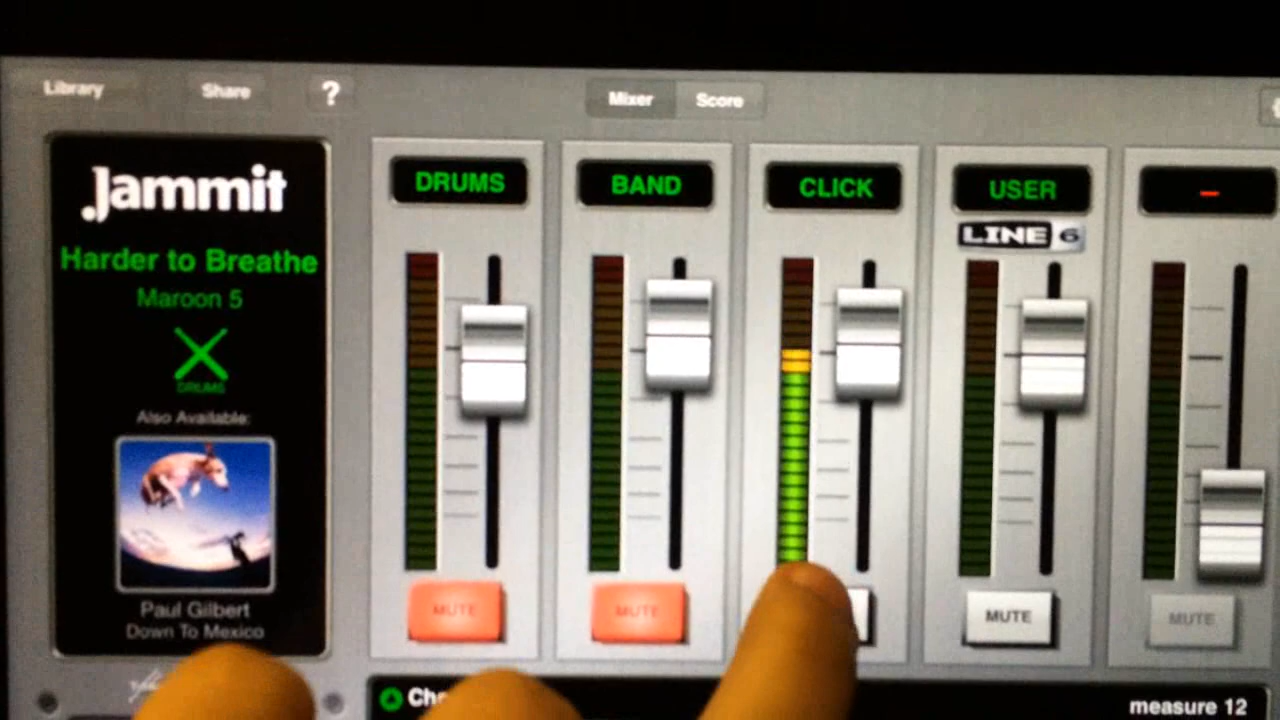 Library
Share
?
Mixer
Score
Jammit
Harder to Breathe
Maroon 5
DRUMS
Also Available:
Paul Gilbert
Down To Mexico
DRUMS
BAND
CLICK
USER
–
LINE 6
MUTE
MUTE
MUTE
MUTE
measure 12